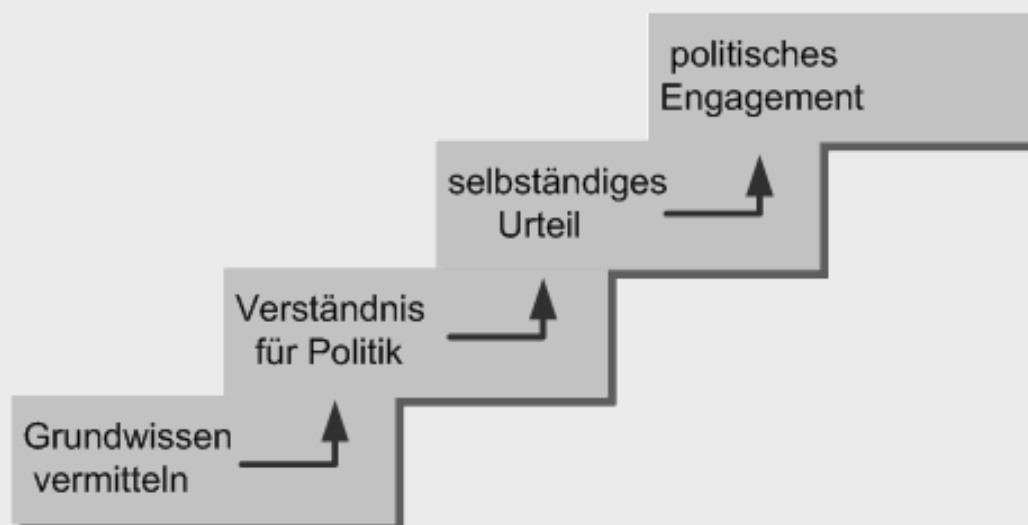 politisches
Engagement
selbständiges
Urteil
Verständnis
für Politik
Grundwissen
vermitteln